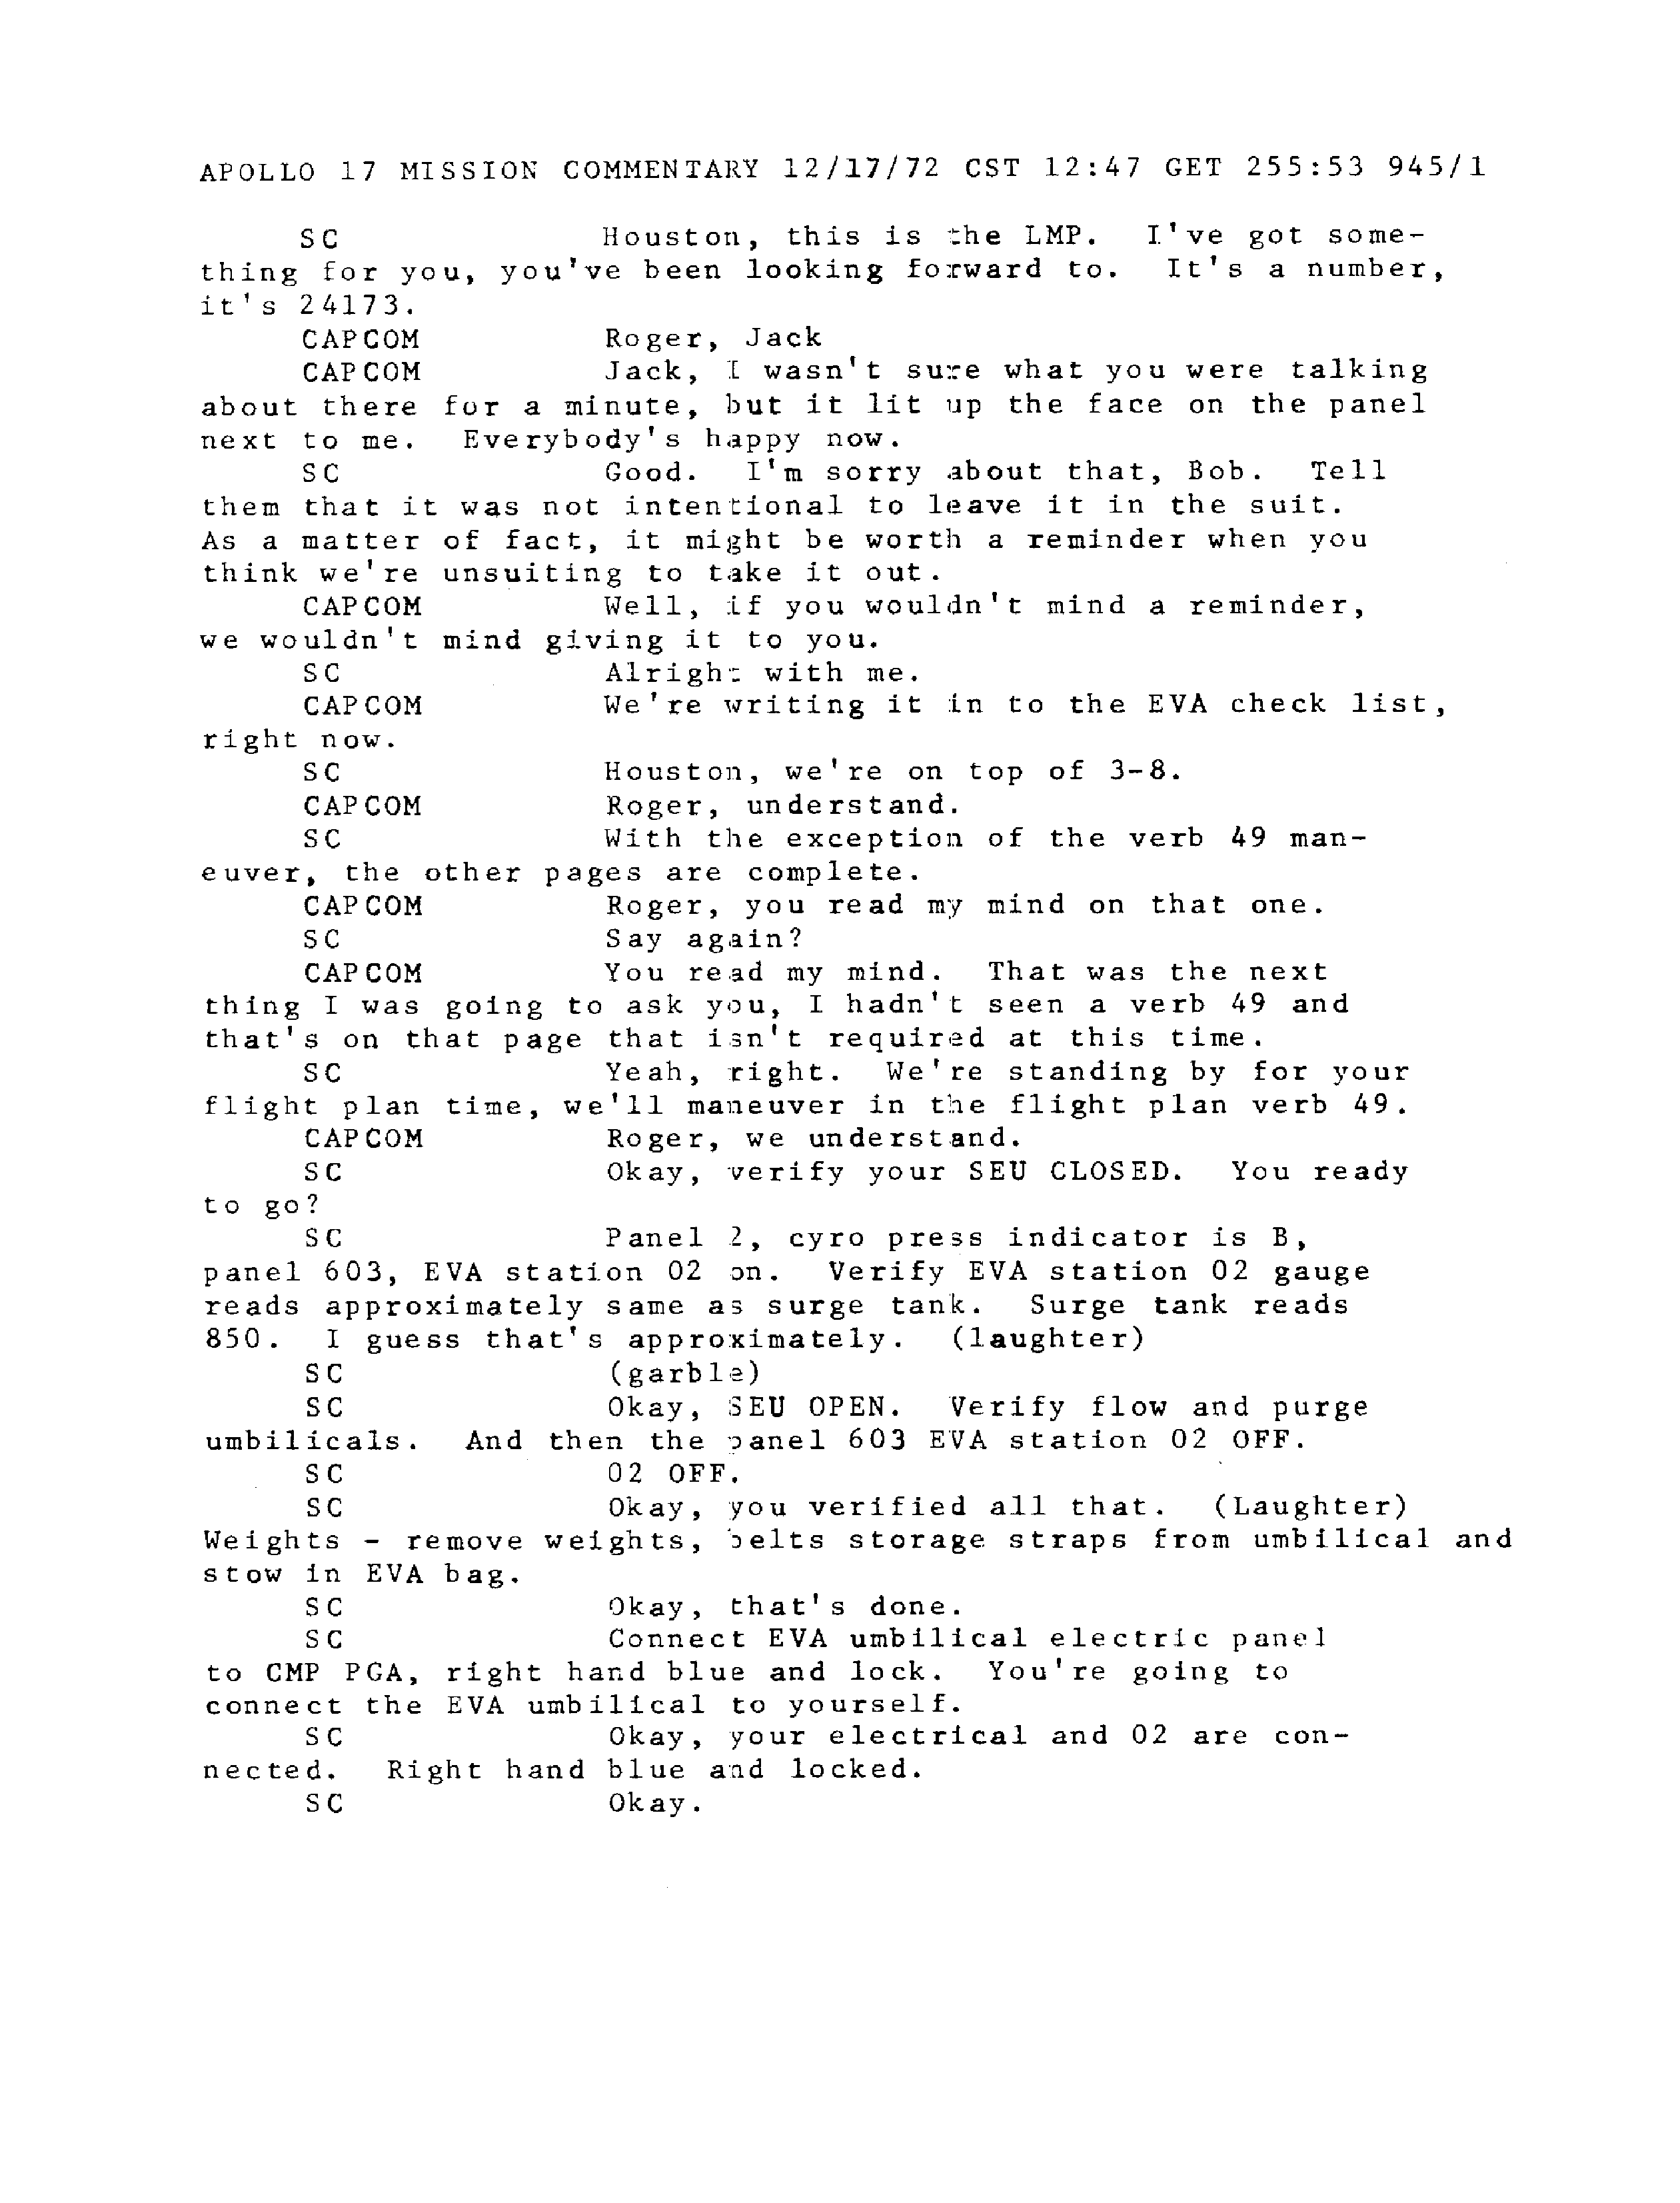 APOLLO 17 MISSION COMMENTARY 12/17/72 CST 12:47 GET 255:53 945/1
SC Houston, this is the LMP. I've got some-
thing for you, you've been looking forward to. It's a number,
it's 24173.
CAPCOM Roger, Jack
CAPCOM Jack, I wasn't sure what you were talking
about there for a minute, but it lit up the face on the panel
next to me. Everybody's happy now.
SC Good. I'm sorry about that, Bob. Tell
them that it was not intentional to leave it in the suit.
As a matter of fact, it might be worth a reminder when you
think we're unsuiting to take it out.
CAPCOM Well, if you wouldn't mind a reminder,
we wouldn't mind giving it to you.
SC Alright with me.
CAPCOM We're writing it in to the EVA check list,
right now.
SC Houston, we're on top of 3-8.
CAPCOM Roger, understand.
SC With the exception of the verb 49 man-
euver, the other pages are complete.
CAPCOM Roger, you read my mind on that one.
SC Say again?
CAPCOM You read my mind. That was the next
thing I was going to ask you, I hadn't seen a verb 49 and
that's on that page that isn't required at this time.
SC Yeah, right. We're standing by for your
flight plan time, we'll maneuver in the flight plan verb 49.
CAPCOM Roger, we understand.
SC Okay, verify your SEU CLOSED. You ready
to go?
SC Panel 2, cyro press indicator is B,
panel 603, EVA station 02 on. Verify EVA station 02 gauge
reads approximately same as surge tank. Surge tank reads
850. I guess that's approximately. (laughter)
SC (garble)
SC Okay, SEU OPEN. Verify flow and purge
umbilicals. And then the panel 603 EVA station 02 OFF.
SC 02 OFF.
SC Okay, you verified all that. (Laughter)
Weights - remove weights, belts storage straps from umbilical and
stow in EVA bag.
SC Okay, that's done.
SC Connect EVA umbilical electric panel
to CMP PGA, right hand blue and lock. You're going to
connect the EVA umbilical to yourself.
SC Okay, your electrical and 02 are con-
nected. Right hand blue and locked.
SC Okay.